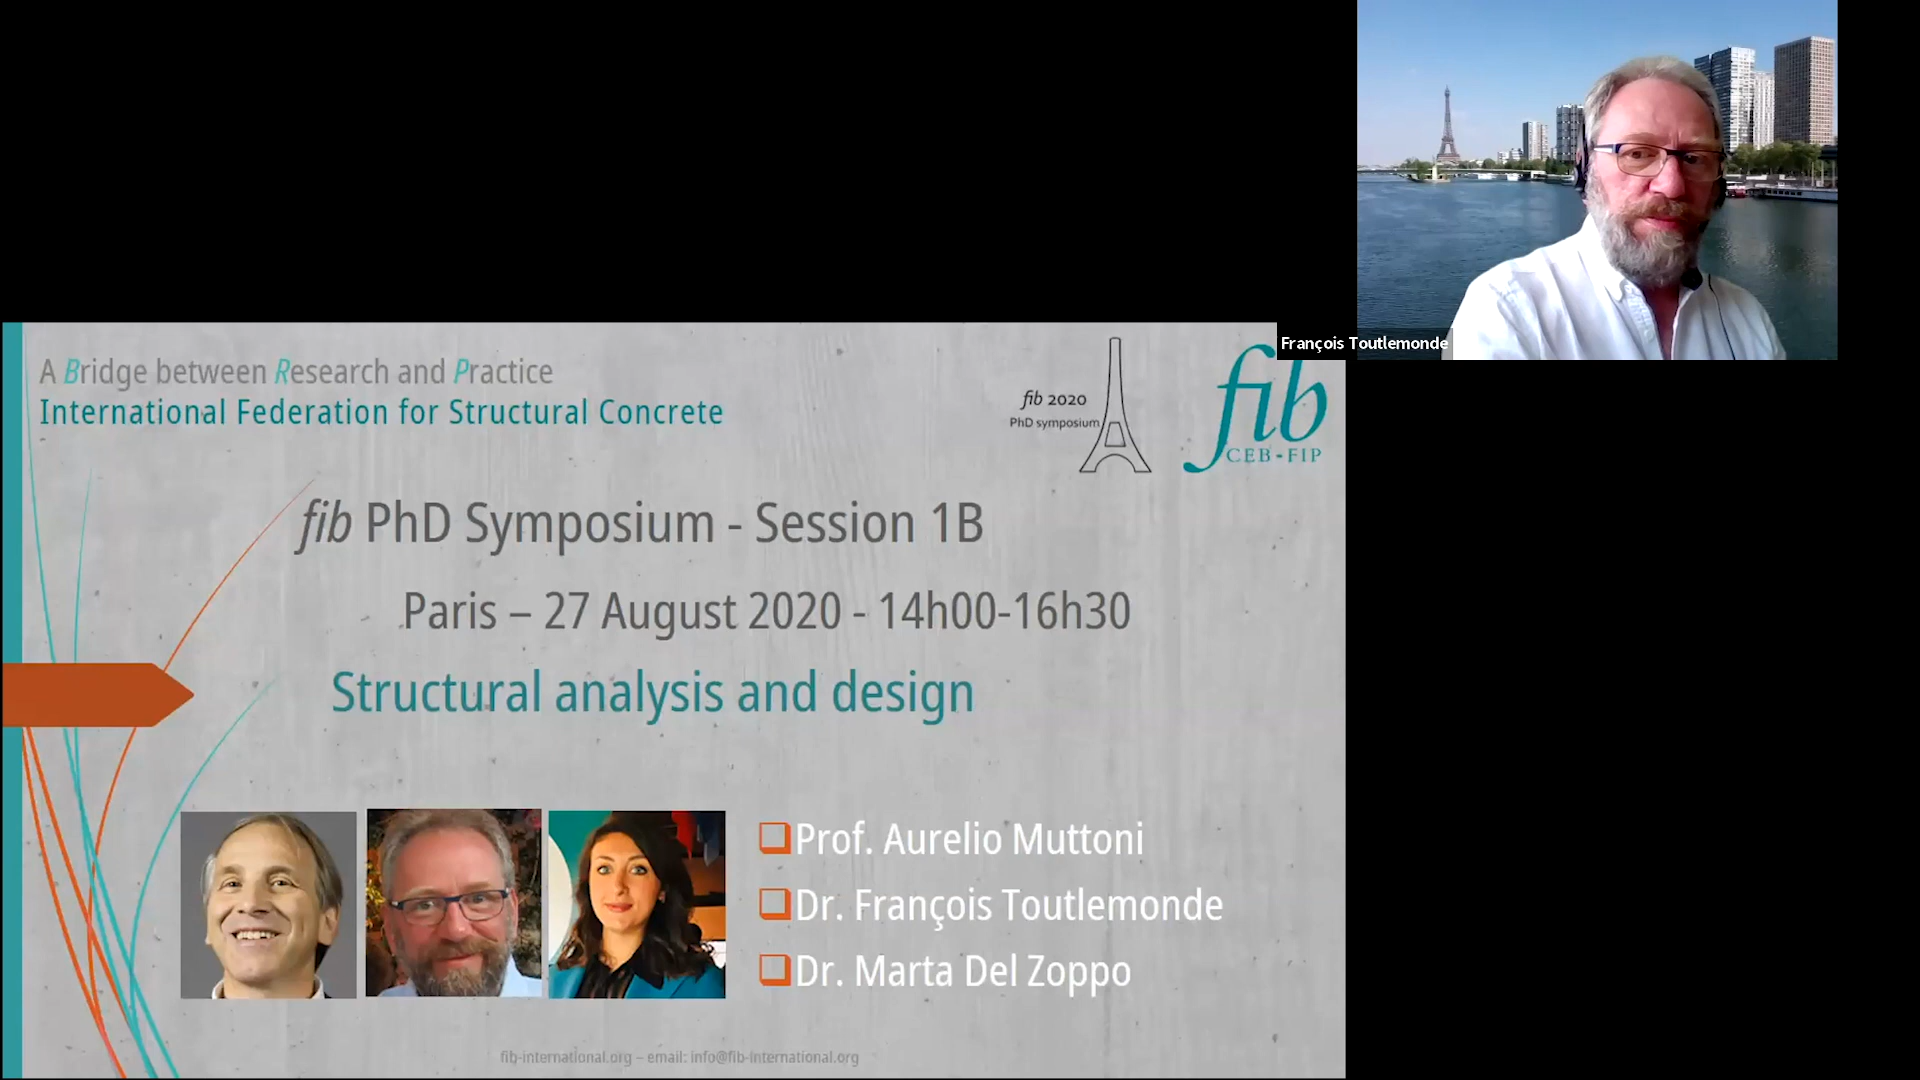 François Toutlemonde
A Bridge between Research and Practice
International Federation for Structural Concrete
fib 2020
PhD symposium
fib
CEB-FIP
fib PhD Symposium - Session 1B
Paris – 27 August 2020 - 14h00-16h30
Structural analysis and design
Prof. Aurelio Muttoni
Dr. François Toutlemonde
Dr. Marta Del Zoppo
fib-international.org – email: info@fib-international.org